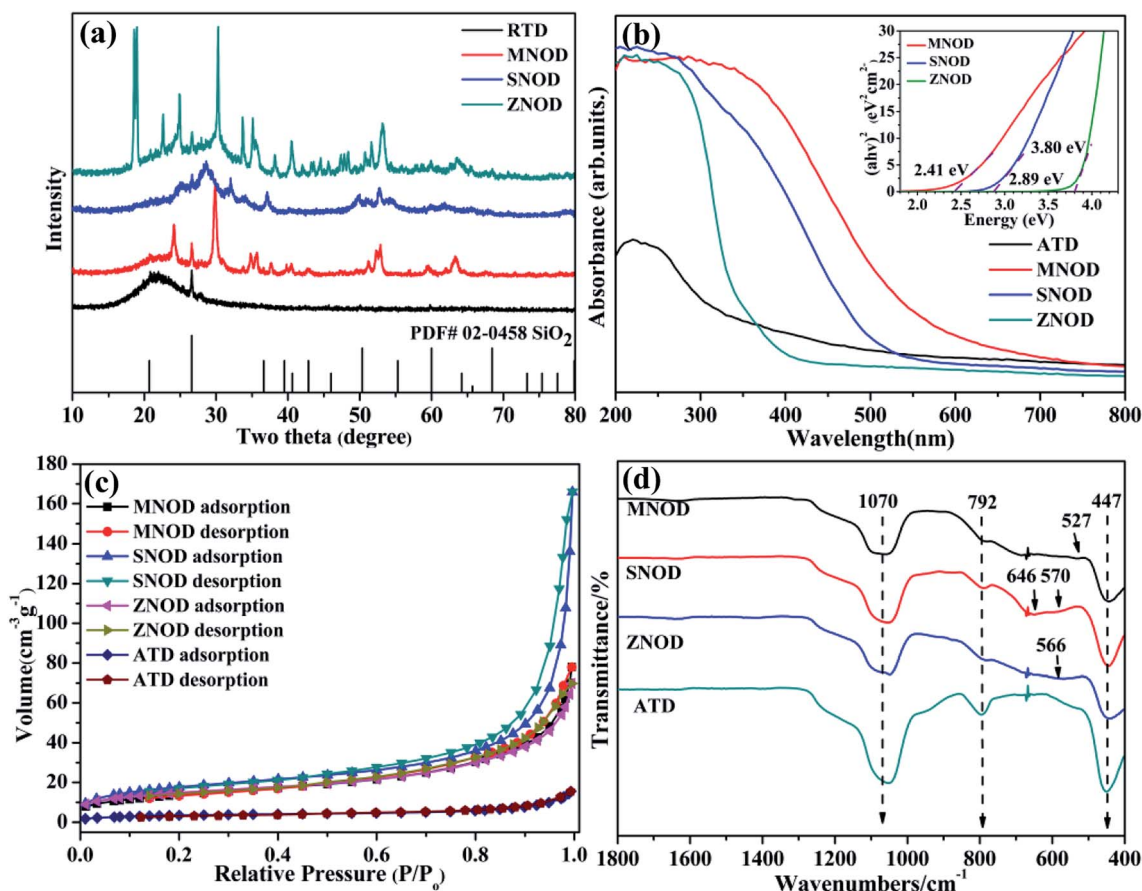 (a)
RTD
MNOD
SNOD
ZNOD
Intensity
PDF# 02-0458 SiO2
10 20 30 40 50 60 70 80
Two theta (degree)
(b)
MNOD
SNOD
ZNOD
30
25
20
15
10
5
0
(ahv)2 (eV2 cm2-
2.41 eV
3.80 eV
2.89 eV
2.0 2.5 3.0 3.5 4.0
Energy (eV)
ATD
MNOD
SNOD
ZNOD
Absorbance (arb.units.)
200 300 400 500 600 700 800
Wavelength(nm)
(c)
MNOD adsorption
MNOD desorption
SNOD adsorption
SNOD desorption
ZNOD adsorption
ZNOD desorption
ATD adsorption
ATD desorption
180
160
140
120
100
80
60
40
20
0
Volume(cm-3g-1)
0.0 0.2 0.4 0.6 0.8 1.0
Relative Pressure (P/Po)
(d)
1070 792 447
MNOD
527
SNOD
646 570
ZNOD
566
ATD
Transmittance/%
1800 1600 1400 1200 1000 800 600 400
Wavenumbers/cm-1